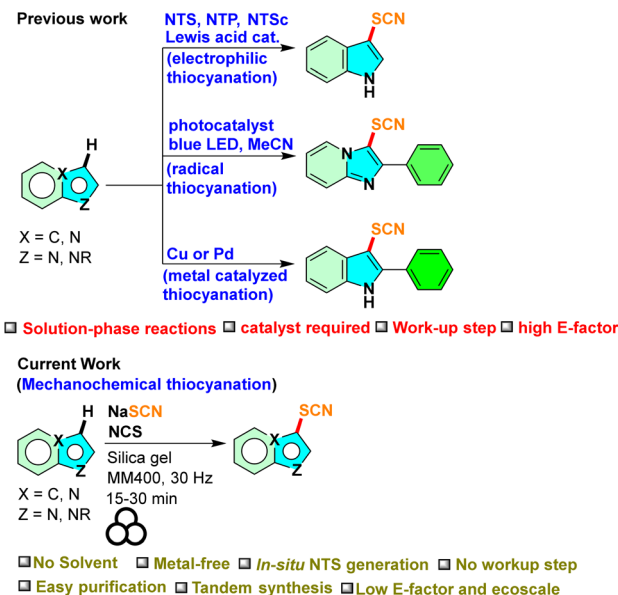 Previous work
NTS, NTP, NTSc
Lewis acid cat.
(electrophilic
thiocyanation)
SCN
N
H
H
X
Z
X = C, N
Z = N, NR
photocatalyst
blue LED, MeCN
(radical
thiocyanation)
SCN
N
N
Cu or Pd
(metal catalyzed
thiocyanation)
SCN
N
H
Solution-phase reactions catalyst required Work-up step high E-factor
Current Work
(Mechanochemical thiocyanation)
H
X
Z
X = C, N
Z = N, NR
NaSCN
NCS
Silica gel
MM400, 30 Hz
15-30 min
SCN
X
Z
No Solvent Metal-free In-situ NTS generation No workup step
Easy purification Tandem synthesis Low E-factor and ecoscale